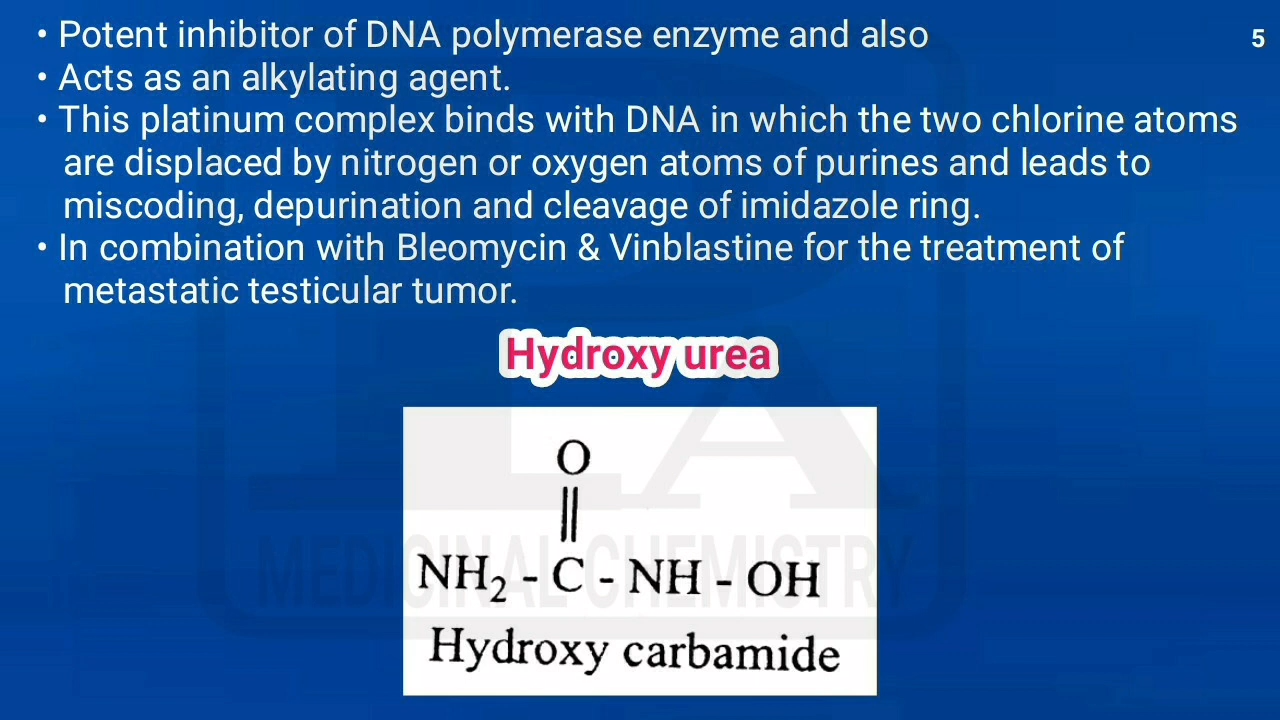 • Potent inhibitor of DNA polymerase enzyme and also
5
• Acts as an alkylating agent.
• This platinum complex binds with DNA in which the two chlorine atoms
are displaced by nitrogen or oxygen atoms of purines and leads to
miscoding, depurination and cleavage of imidazole ring.
• In combination with Bleomycin & Vinblastine for the treatment of
metastatic testicular tumor.
Hydroxy urea
O
||
NH₂ - C - NH - OH
Hydroxy carbamide
MEDICINAL CHEMISTRY